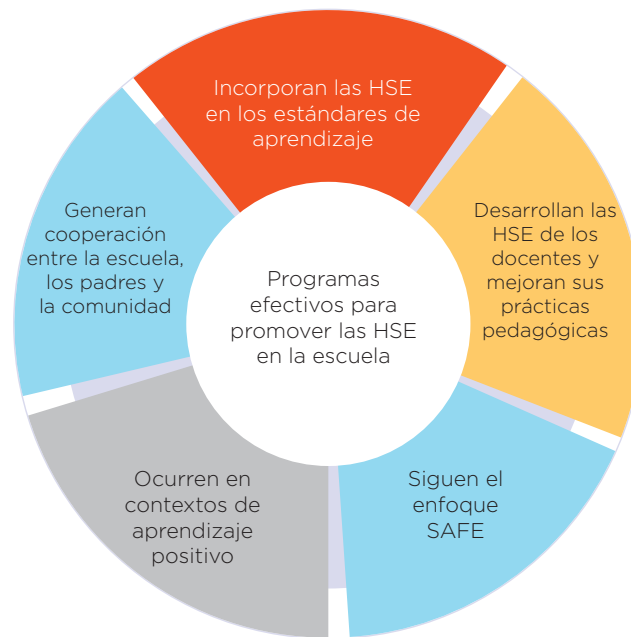 Incorporan las HSE
en los estándares de
aprendizaje
Desarrollan las
HSE de los
docentes y
mejoran sus
prácticas
pedagógicas
Siguen el
enfoque
SAFE
Ocurren en
contextos de
aprendizaje
positivo
Generan
cooperación
entre la escuela,
los padres y
la comunidad
Programas
efectivos para
promover las HSE
en la escuela